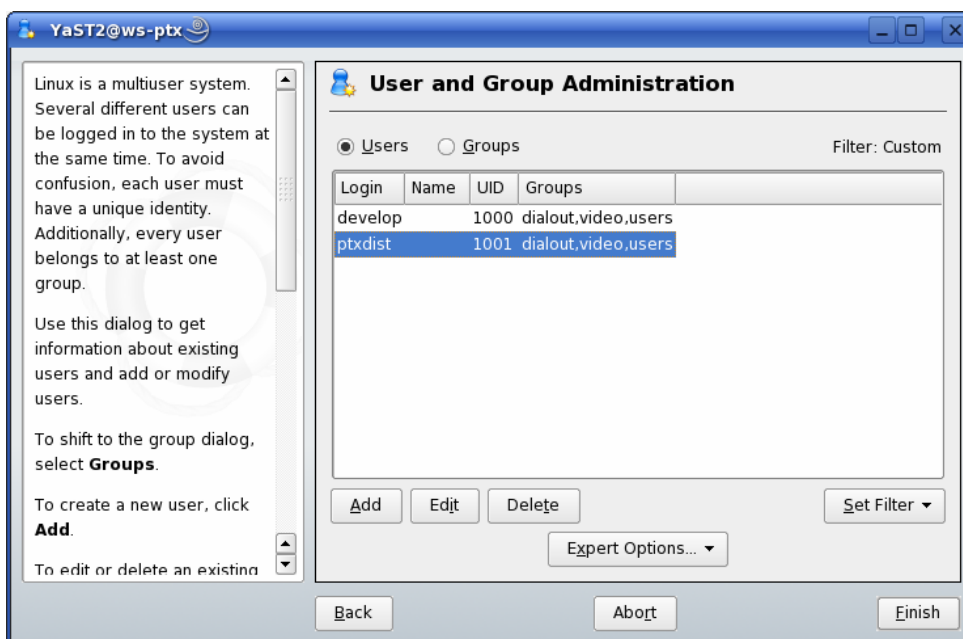 YaST2@ws-ptx
Linux is a multiuser system.
Several different users can
be logged in to the system at
the same time. To avoid
confusion, each user must
have a unique identity.
Additionally, every user
belongs to at least one
group.
Use this dialog to get
information about existing
users and add or modify
users.
To shift to the group dialog,
select Groups.
To create a new user, click
Add.
To edit or delete an existing
User and Group Administration
Users Groups Filter: Custom
Login Name UID Groups
develop 1000 dialout,video,users
ptxdist 1001 dialout,video,users
Add Edit Delete Set Filter
Expert Options...
Back Abort Finish